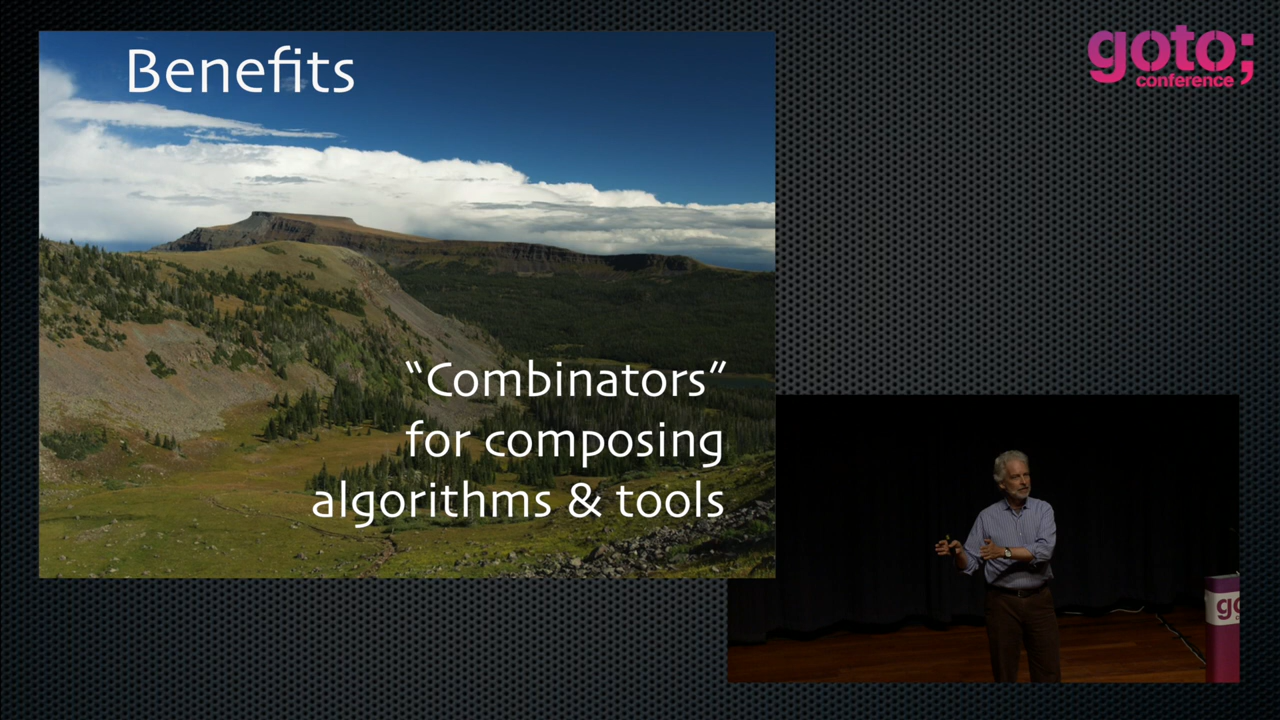 Benefits
“Combinators”
for composing
algorithms & tools
goto;
conference
go